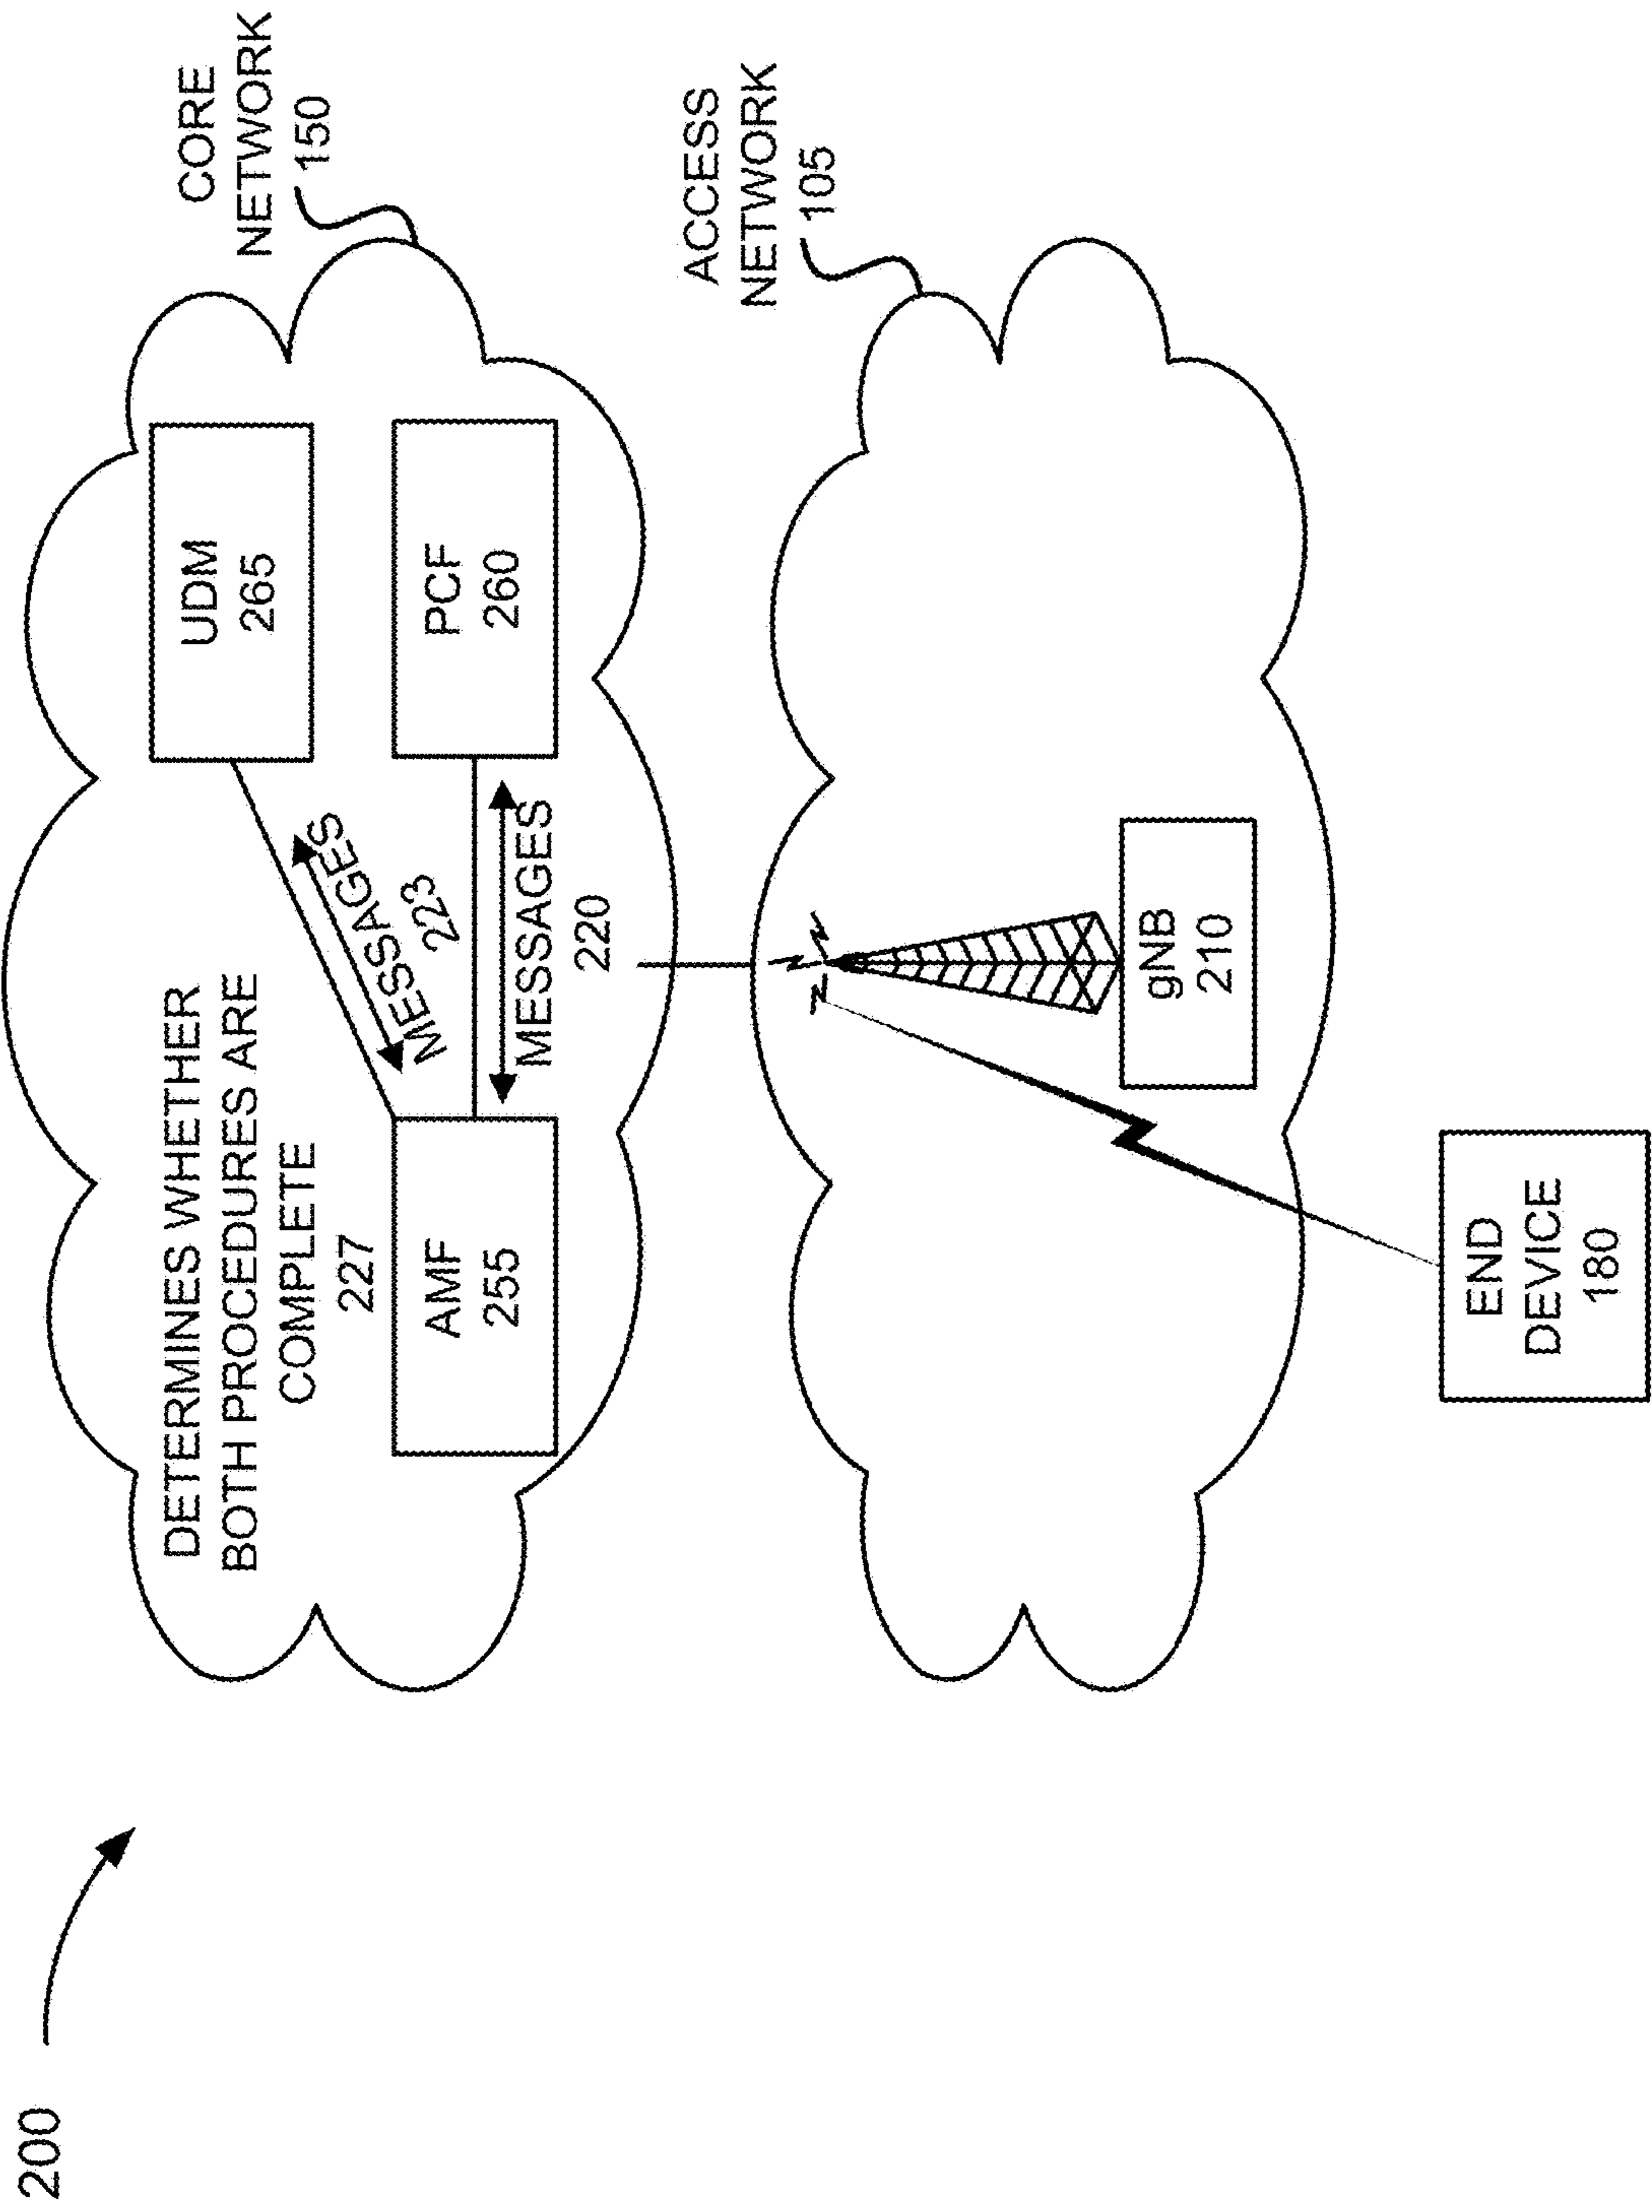 200
CORE
NETWORK
150
DETERMINES WHETHER
BOTH PROCEDURES ARE
COMPLETE
227
UDM
265
MESSAGES
223
AMF
255
PCF
260
MESSAGES
220
ACCESS
NETWORK
105
gNB
210
END
DEVICE
180